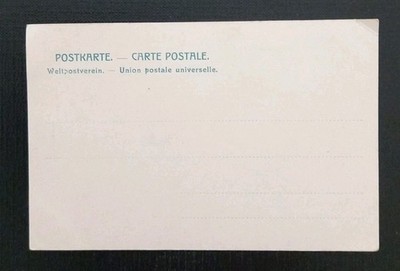 POSTKARTE. — CARTE POSTALE.
Weltpostverein. — Union postale universelle.